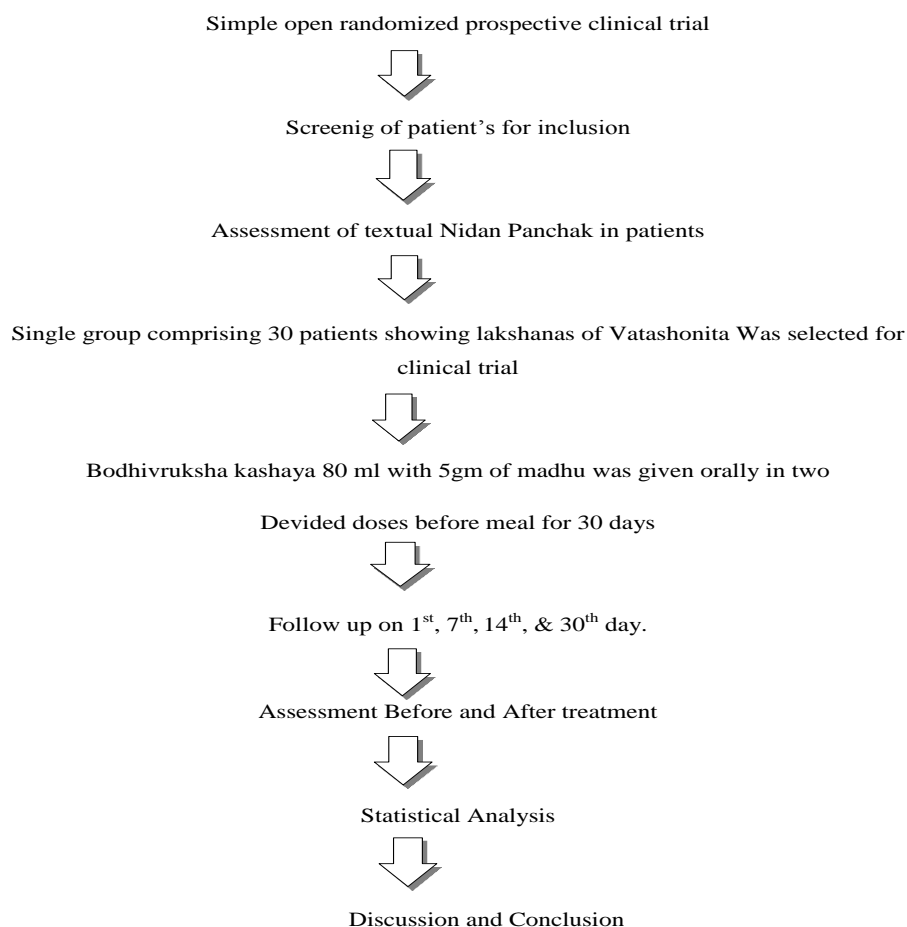 Simple open randomized prospective clinical trial
Screenig of patient’s for inclusion
Assessment of textual Nidan Panchak in patients
Single group comprising 30 patients showing lakshanas of Vatashonita Was selected for
clinical trial
Bodhivruksha kashaya 80 ml with 5gm of madhu was given orally in two
Devided doses before meal for 30 days
Follow up on 1st, 7th, 14th, & 30th day.
Assessment Before and After treatment
Statistical Analysis
Discussion and Conclusion